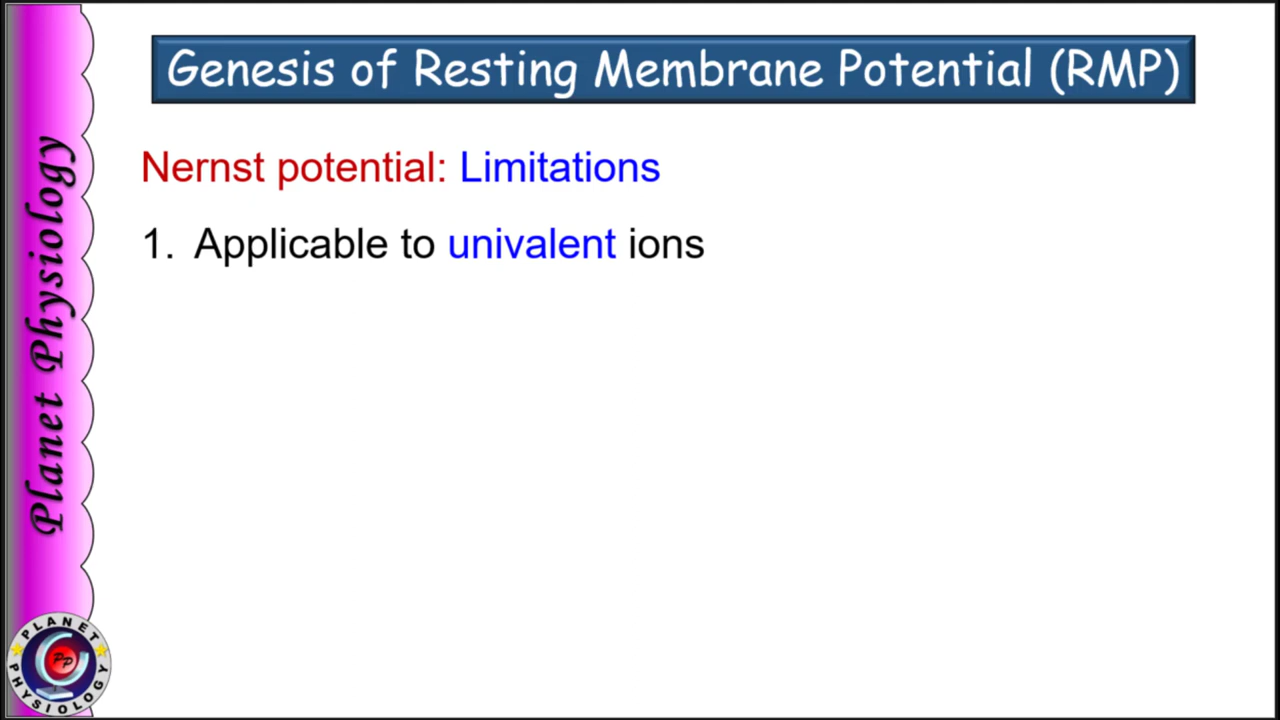 Genesis of Resting Membrane Potential (RMP)
Nernst potential: Limitations
1. Applicable to univalent ions
Planet Physiology
PLANET
PP
PHYSIOLOGY